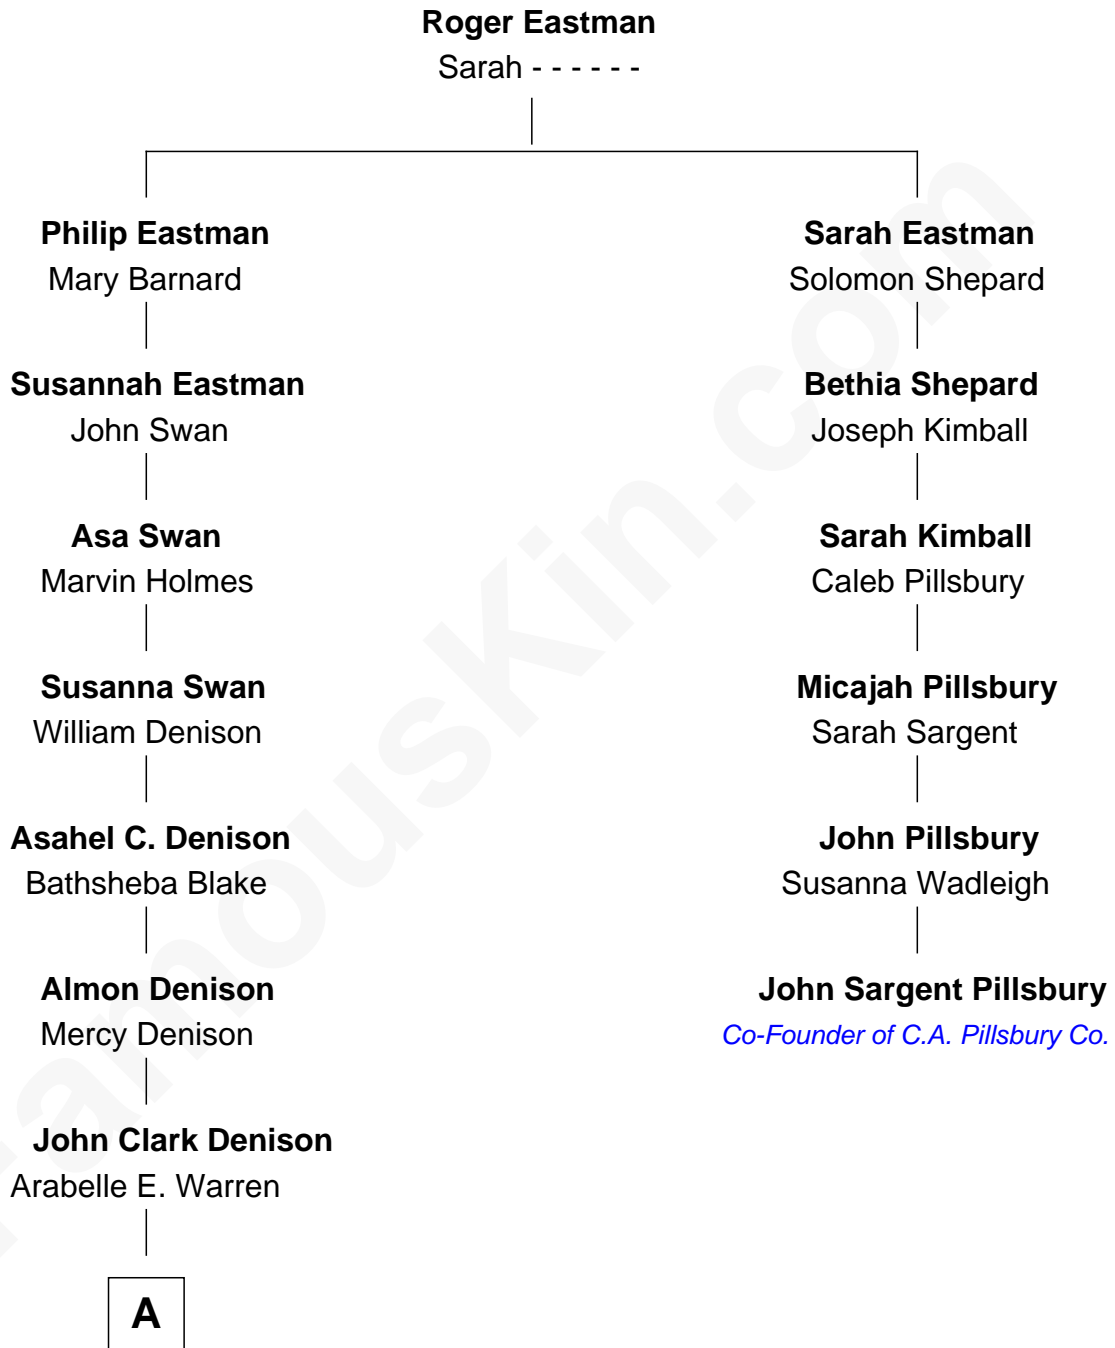 Roger Eastman
Sarah - - - - - -
Philip Eastman
Mary Barnard
Susannah Eastman
John Swan
Asa Swan
Marvin Holmes
Susanna Swan
William Denison
Asahel C. Denison
Bathsheba Blake
Almon Denison
Mercy Denison
John Clark Denison
Arabelle E. Warren
A
Sarah Eastman
Solomon Shepard
Bethia Shepard
Joseph Kimball
Sarah Kimball
Caleb Pillsbury
Micajah Pillsbury
Sarah Sargent
John Pillsbury
Susanna Wadleigh
John Sargent Pillsbury
Co-Founder of C.A. Pillsbury Co.
FamousKin.com